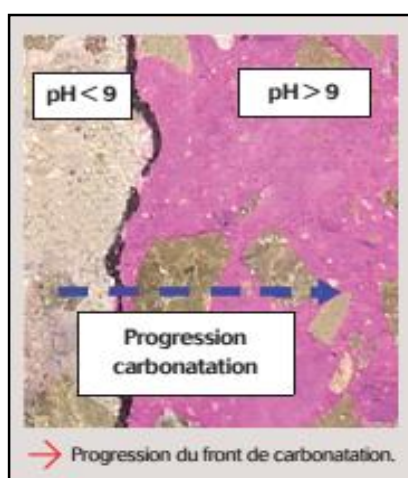 pH < 9
pH > 9
Progression
carbonatation
Progression du front de carbonatation.